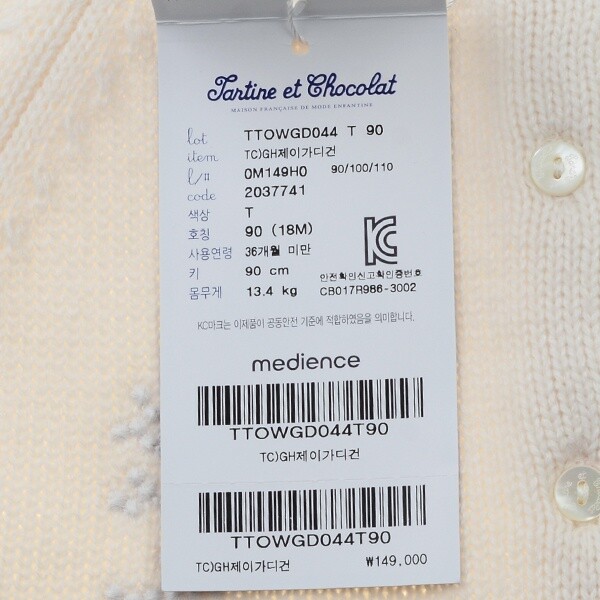 Tartine et Chocolat
MAISON FRANÇAISE DE MODE ENFANTINE
lot TTOWGD044 T 90
item TC)GH제이가디건
l/# 0M149H0 90/100/110
code 2037741
색상 T
호칭 90 (18M)
사용연령 36개월 미만
키 90 cm
몸무게 13.4 kg
안전확인신고확인증번호
CB017R986-3002
KC마크는 이제품이 공동안전 기준에 적합하였음을 의미합니다.
medience
TTOWGD044T90
TC)GH제이가디건
TTOWGD044T90
TC)GH제이가디건 ₩149,000